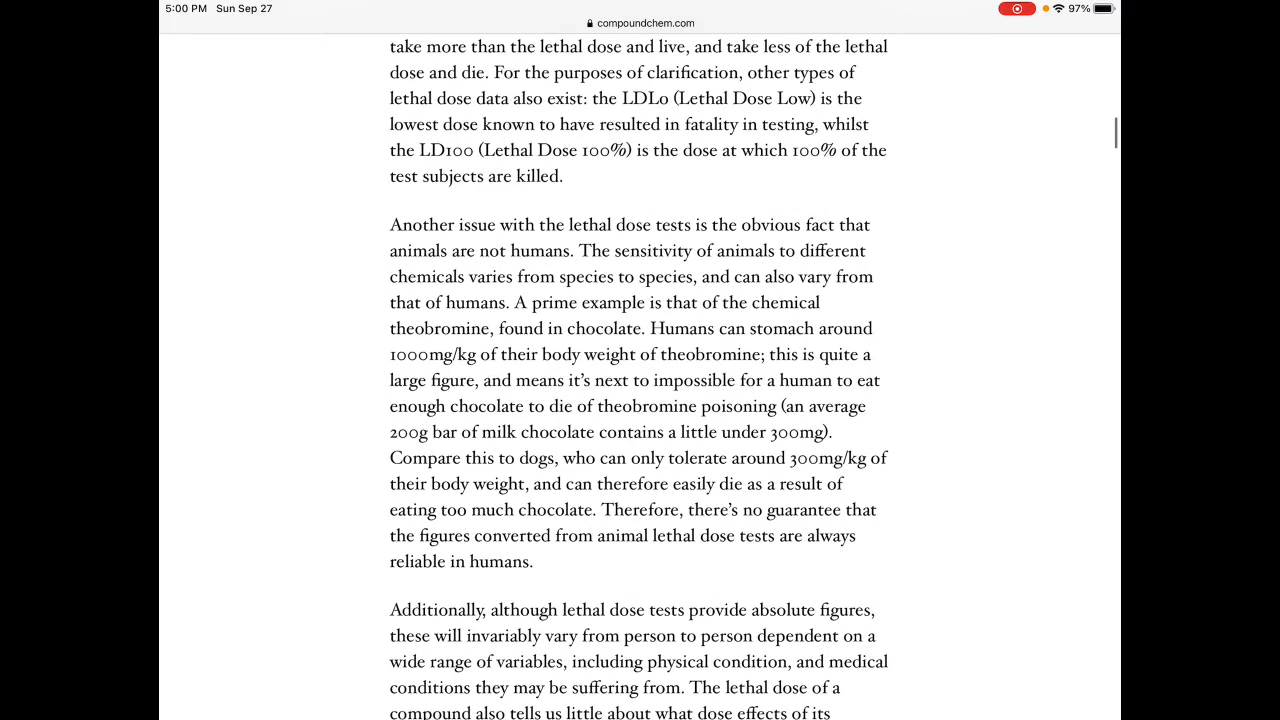 5:00 PM Sun Sep 27
97%
compoundchem.com
take more than the lethal dose and live, and take less of the lethal
dose and die. For the purposes of clarification, other types of
lethal dose data also exist: the LDLo (Lethal Dose Low) is the
lowest dose known to have resulted in fatality in testing, whilst
the LD100 (Lethal Dose 100%) is the dose at which 100% of the
test subjects are killed.
Another issue with the lethal dose tests is the obvious fact that
animals are not humans. The sensitivity of animals to different
chemicals varies from species to species, and can also vary from
that of humans. A prime example is that of the chemical
theobromine, found in chocolate. Humans can stomach around
1000mg/kg of their body weight of theobromine; this is quite a
large figure, and means it’s next to impossible for a human to eat
enough chocolate to die of theobromine poisoning (an average
200g bar of milk chocolate contains a little under 300mg).
Compare this to dogs, who can only tolerate around 300mg/kg of
their body weight, and can therefore easily die as a result of
eating too much chocolate. Therefore, there’s no guarantee that
the figures converted from animal lethal dose tests are always
reliable in humans.
Additionally, although lethal dose tests provide absolute figures,
these will invariably vary from person to person dependent on a
wide range of variables, including physical condition, and medical
conditions they may be suffering from. The lethal dose of a
compound also tells us little about what dose effects of its